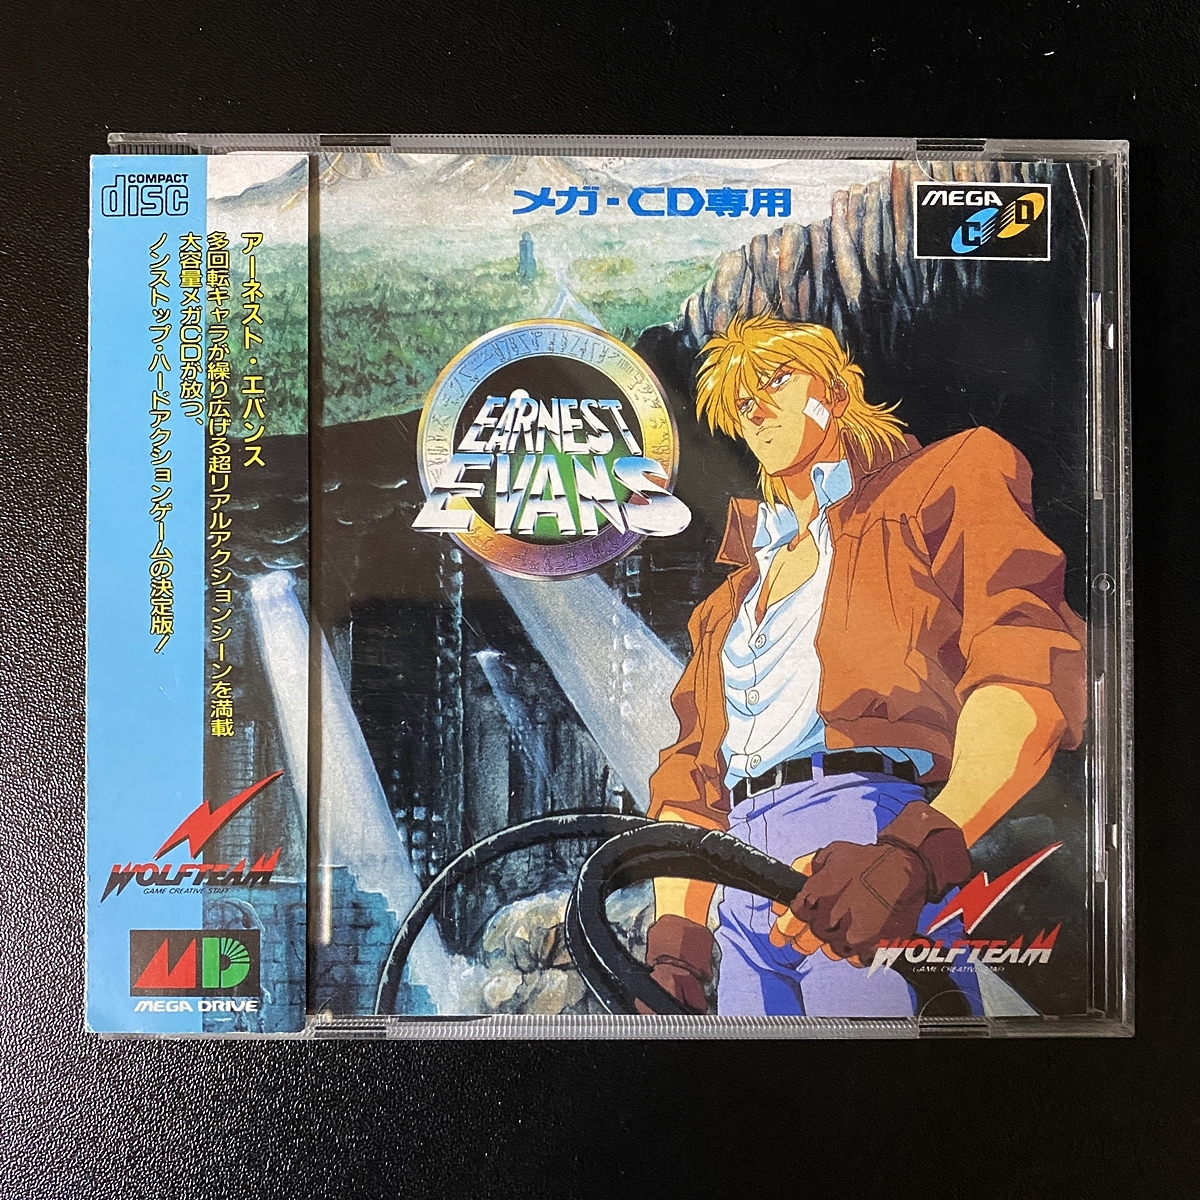 COMPACT
disc
アーネスト・エバンス
多回転キャラが繰り広げる超リアルアクションシーンを満載
大容量メガCDが放つ、
ノンストップ・ハードアクションゲームの決定版!
WOLFTEAM
GAME CREATIVE STAFF
MD
MEGA DRIVE
メガ-CD専用
MEGA
CD
EARNEST
EVANS
WOLFTEAM
GAME CREATIVE STAFF